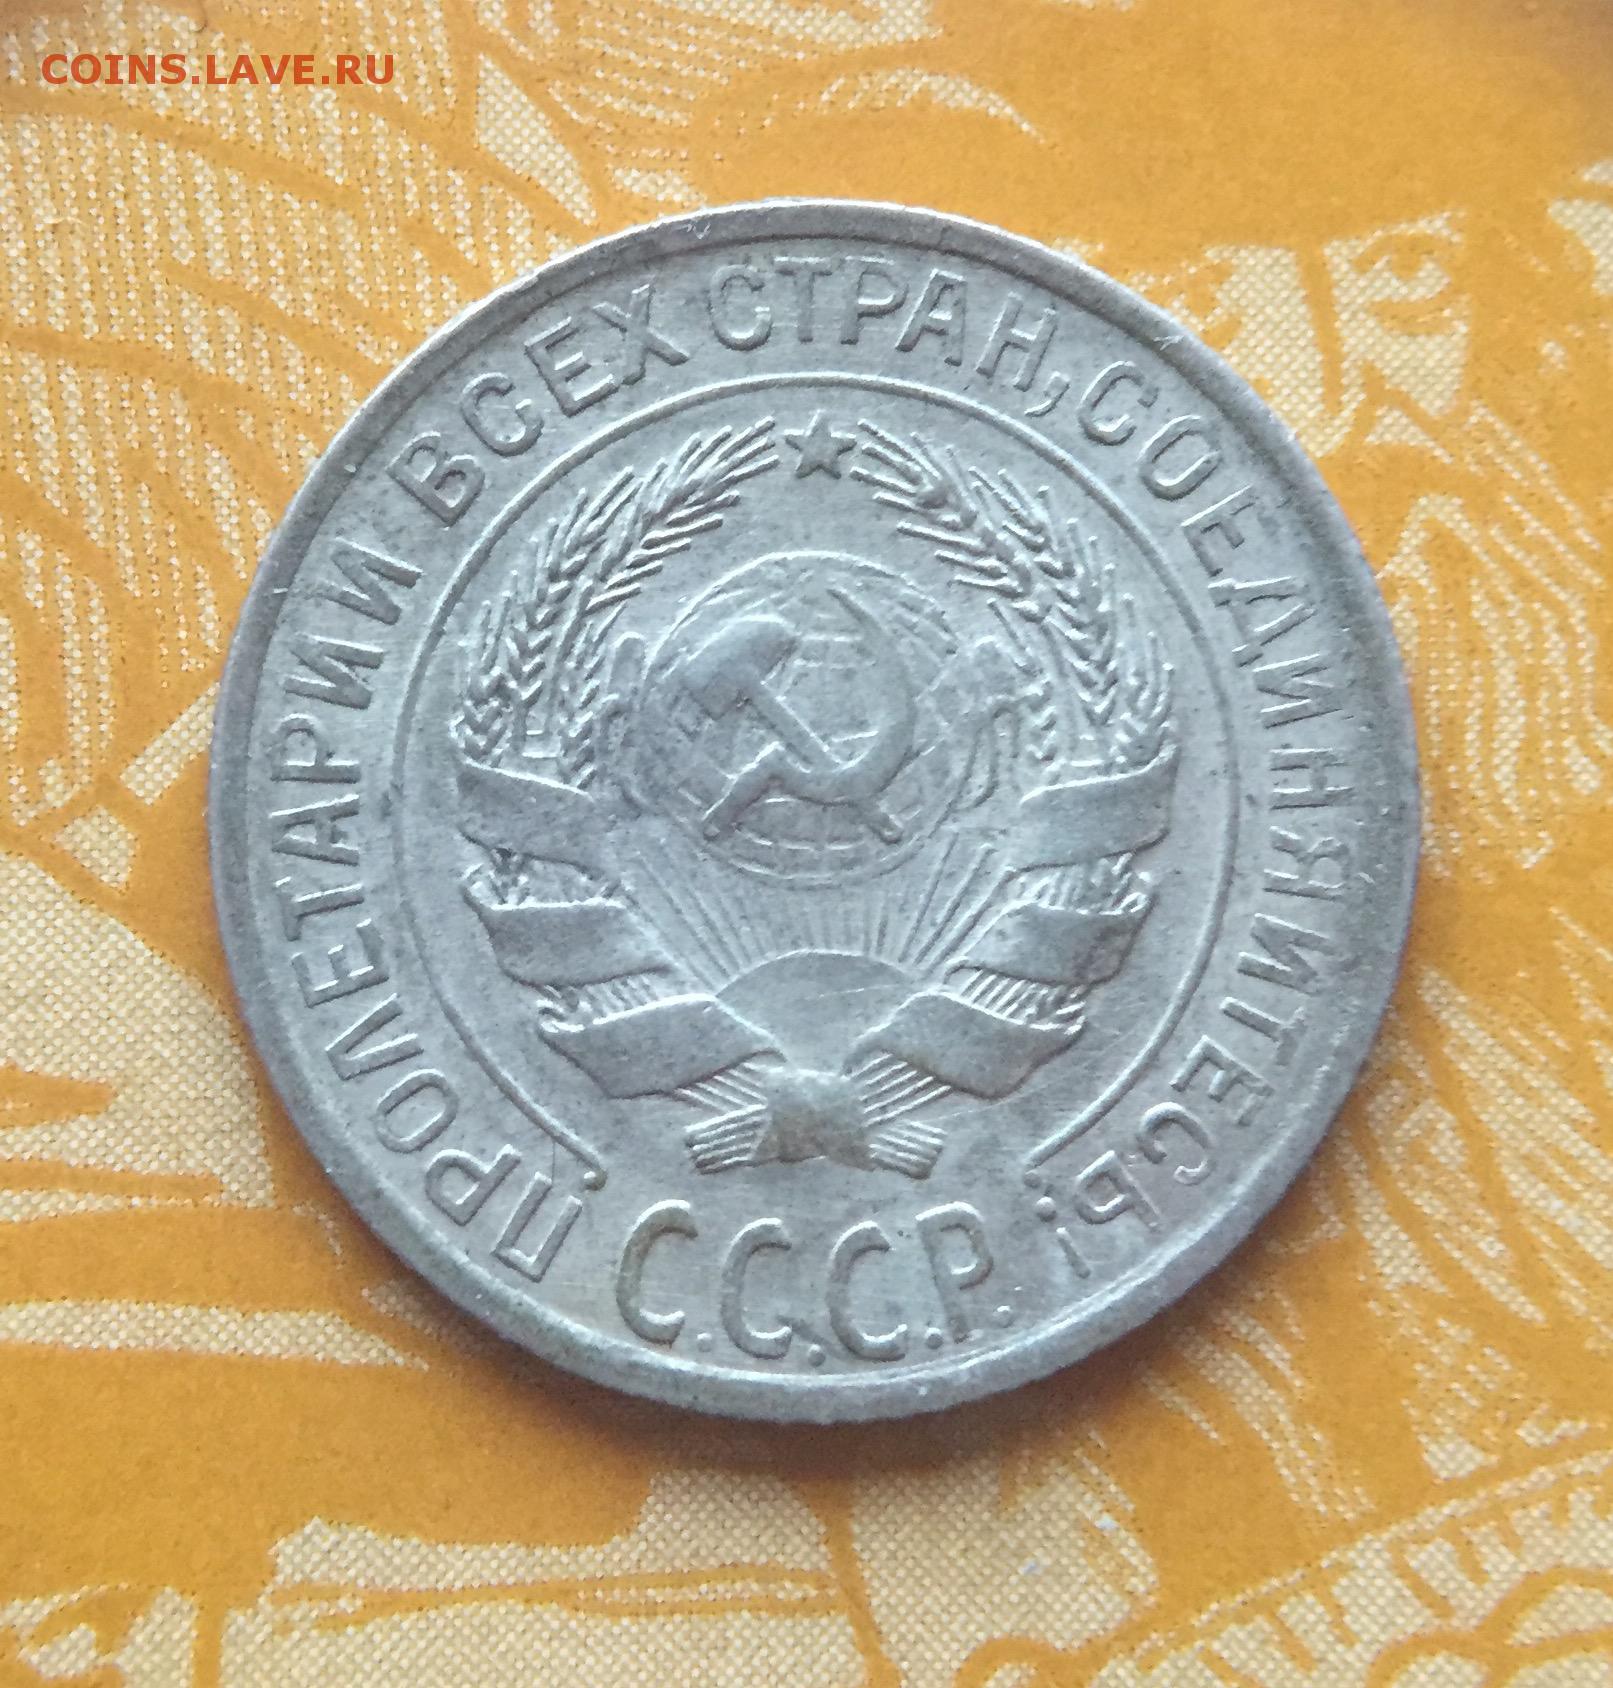 COINS.LAVE.RU
ПРОЛЕТАРИИ ВСЕХ СТРАН, СОЕДИНЯЙТЕСЬ!
С.С.С.Р.